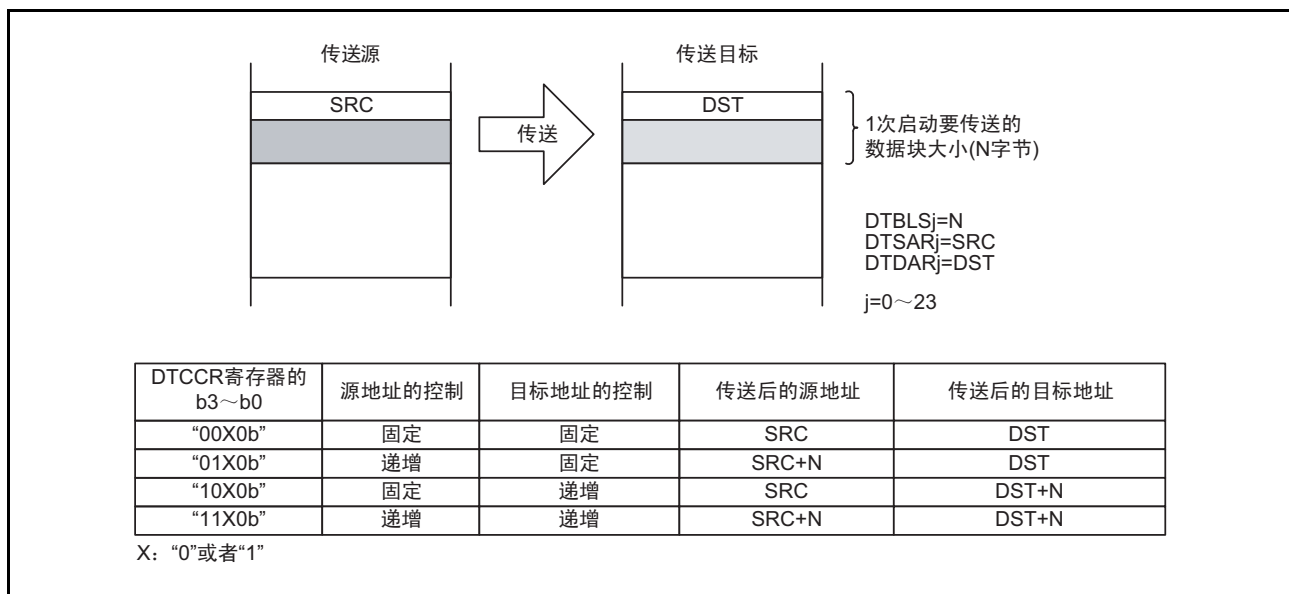 传送源
传送目标
SRC
DST
传送
1次启动要传送的
数据块大小(N字节)
DTBLSj=N
DTSARj=SRC
DTDARj=DST
j=0～23
DTCCR寄存器的
b3～b0
源地址的控制
目标地址的控制
传送后的源地址
传送后的目标地址
“00X0b” 固定 固定 SRC DST
“01X0b” 递增 固定 SRC+N DST
“10X0b” 固定 递增 SRC DST+N
“11X0b” 递增 递增 SRC+N DST+N
X：“0”或者“1”